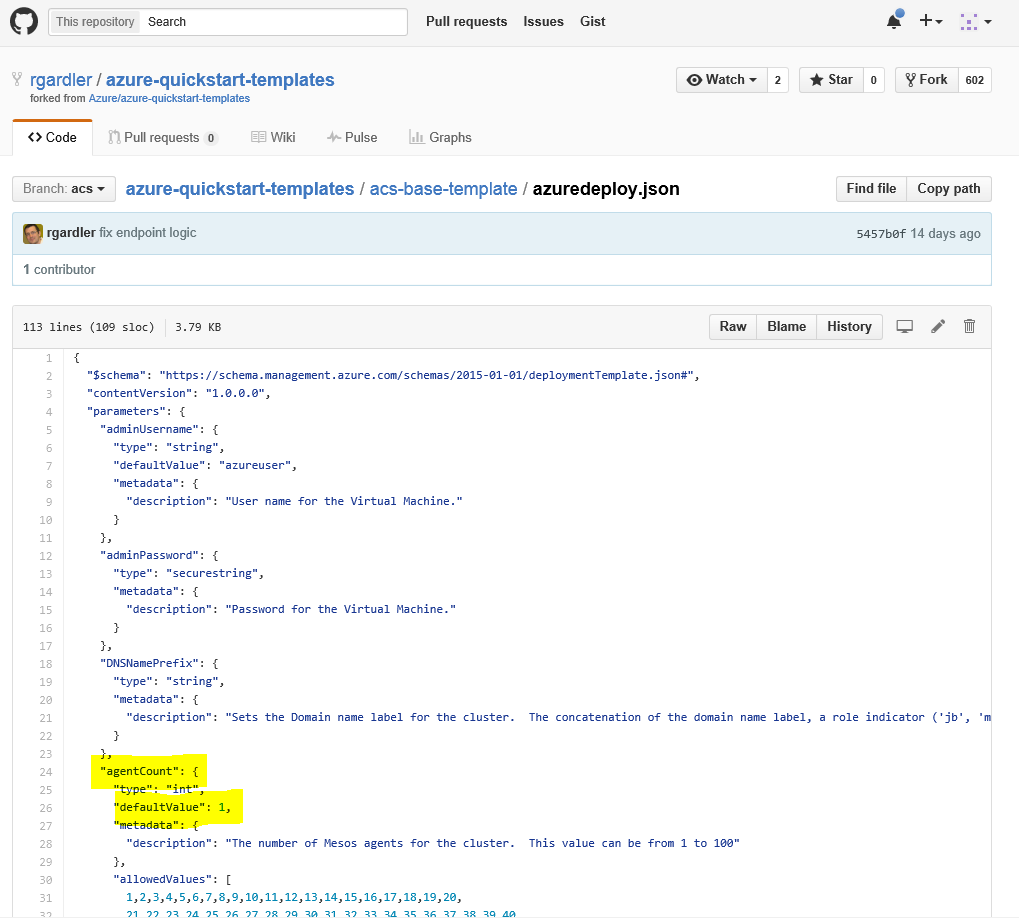 This repository Search Pull requests Issues Gist
rgardler / azure-quickstart-templates Watch 2 Star 0 Fork 602
forked from Azure/azure-quickstart-templates
Code Pull requests 0 Wiki Pulse Graphs
Branch: acs azure-quickstart-templates / acs-base-template / azuredeploy.json Find file Copy path
rgardler fix endpoint logic 5457b0f 14 days ago
1 contributor
113 lines (109 sloc) 3.79 KB Raw Blame History
1 {
2 "$schema": "https://schema.management.azure.com/schemas/2015-01-01/deploymentTemplate.json#",
3 "contentVersion": "1.0.0.0",
4 "parameters": {
5 "adminUsername": {
6 "type": "string",
7 "defaultValue": "azureuser",
8 "metadata": {
9 "description": "User name for the Virtual Machine."
10 }
11 },
12 "adminPassword": {
13 "type": "securestring",
14 "metadata": {
15 "description": "Password for the Virtual Machine."
16 }
17 },
18 "DNSNamePrefix": {
19 "type": "string",
20 "metadata": {
21 "description": "Sets the Domain name label for the cluster.  The concatenation of the domain name label, a role indicator ('jb', 'm
22 }
23 },
24 "agentCount": {
25 "type": "int",
26 "defaultValue": 1,
27 "metadata": {
28 "description": "The number of Mesos agents for the cluster.  This value can be from 1 to 100"
29 },
30 "allowedValues": [
31 1,2,3,4,5,6,7,8,9,10,11,12,13,14,15,16,17,18,19,20,
32 21,22,23,24,25,26,27,28,29,30,31,32,33,34,35,36,37,38,39,40